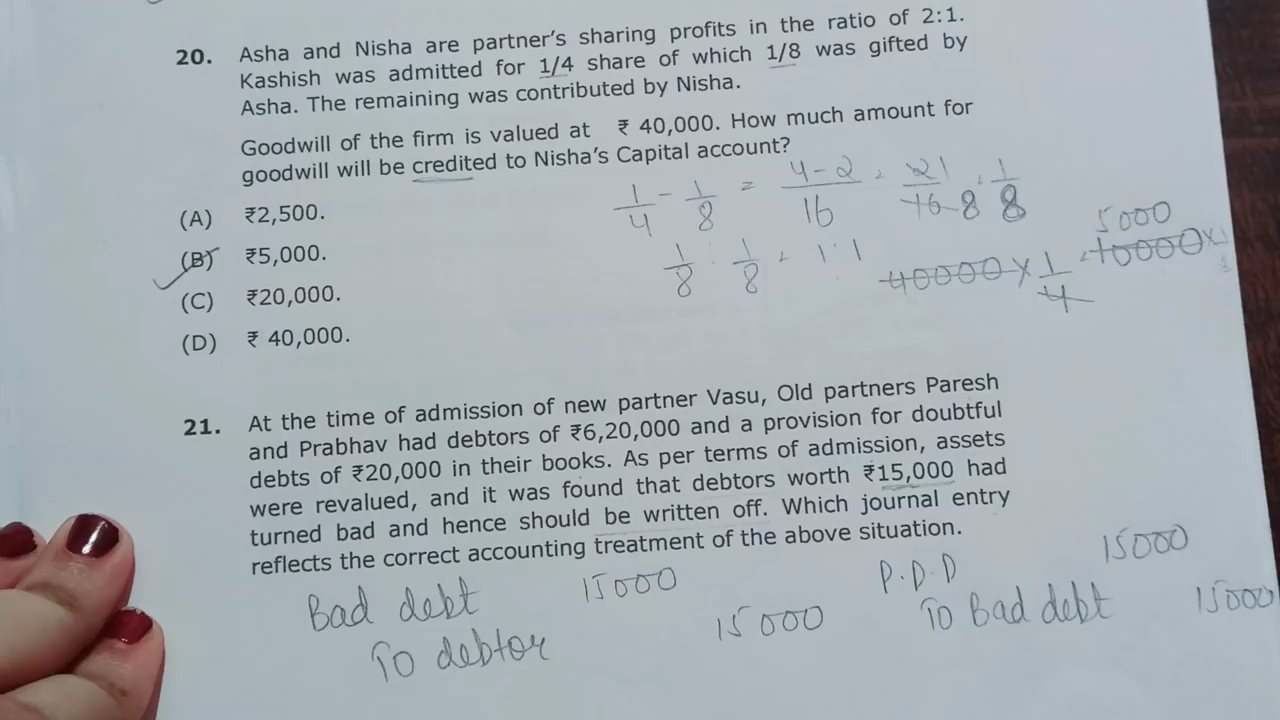 20. Asha and Nisha are partner's sharing profits in the ratio of 2:1.
Kashish was admitted for 1/4 share of which 1/8 was gifted by
Asha. The remaining was contributed by Nisha.
Goodwill of the firm is valued at ₹ 40,000. How much amount for
goodwill will be credited to Nisha's Capital account?
(A) ₹2,500.
(B) ₹5,000.
(C) ₹20,000.
(D) ₹ 40,000.
1/4 - 1/8 = 4-2/16 , 21/16 8 , 1/8
1/8 : 1/8 = 1:1
40000 × 1/4 = 10000 ×
5000
21. At the time of admission of new partner Vasu, Old partners Paresh
and Prabhav had debtors of ₹6,20,000 and a provision for doubtful
debts of ₹20,000 in their books. As per terms of admission, assets
were revalued, and it was found that debtors worth ₹15,000 had
turned bad and hence should be written off. Which journal entry
reflects the correct accounting treatment of the above situation.
Bad debt 15000
To debtor 15000
P.D.D 15000
To Bad debt 15000